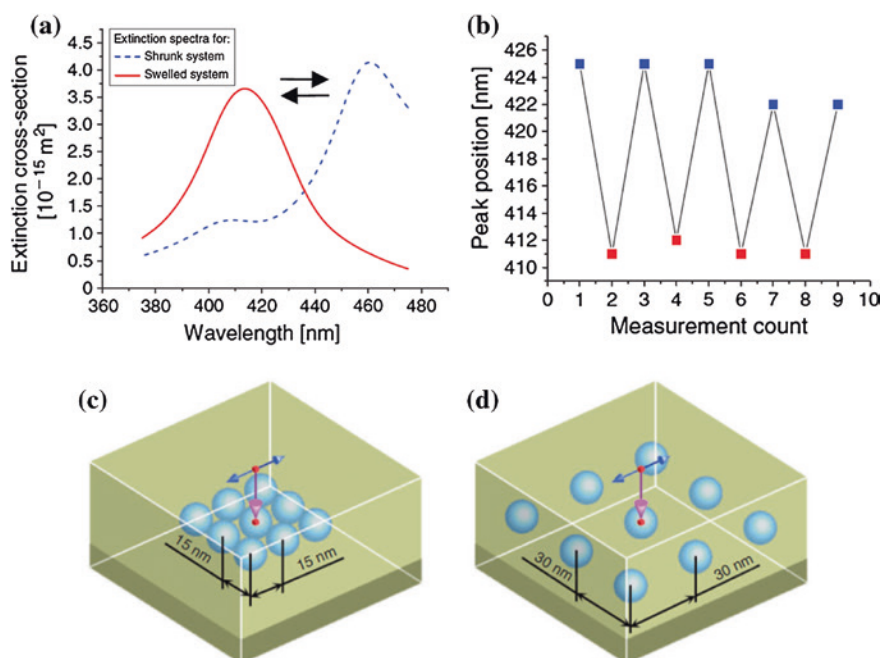 (a)
Extinction spectra for:
Shrunk system
Swelled system
Extinction cross-section
[10⁻¹⁵ m²]
4.5
4.0
3.5
3.0
2.5
2.0
1.5
1.0
0.5
0
360 380 400 420 440 460 480
Wavelength [nm]
(b)
Peak position [nm]
426
424
422
420
418
416
414
412
410
0 1 2 3 4 5 6 7 8 9 10
Measurement count
(c)
15 nm
15 nm
(d)
30 nm
30 nm